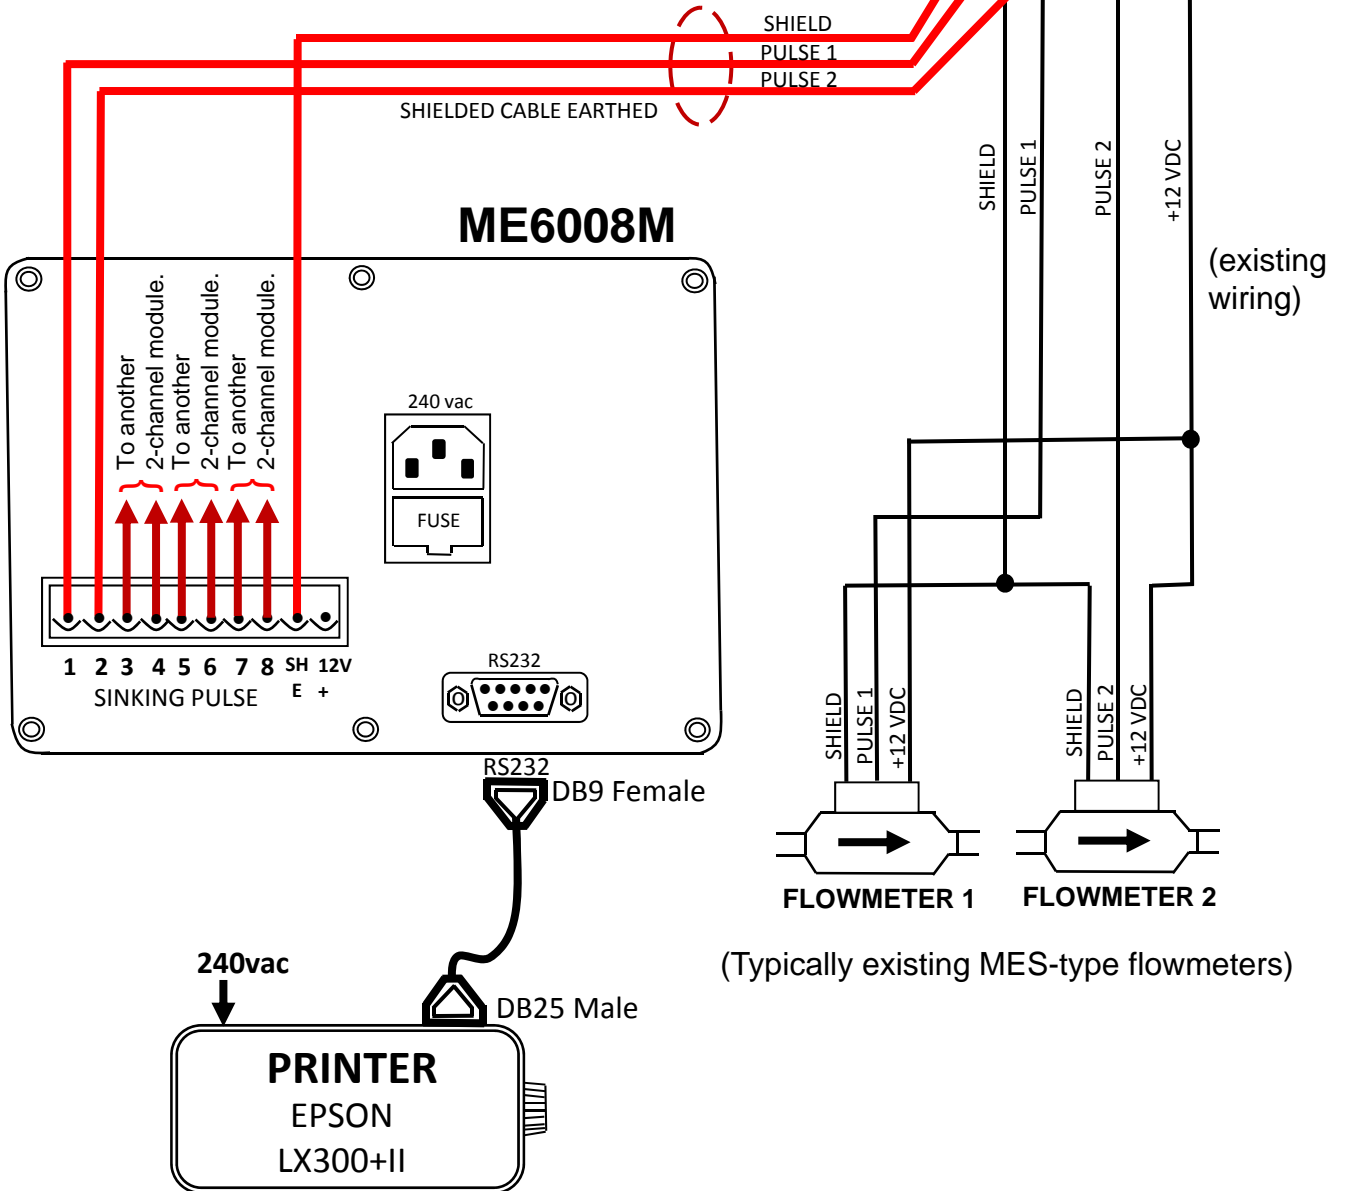 SHIELD
PULSE 1
PULSE 2
SHIELDED CABLE EARTHED
SHIELD
PULSE 1
PULSE 2
+12 VDC
(existing
wiring)
ME6008M
To another
2-channel module.
To another
2-channel module.
To another
2-channel module.
240 vac
FUSE
1 2 3 4 5 6 7 8 SH 12V
E +
SINKING PULSE
RS232
RS232
DB9 Female
SHIELD
PULSE 1
+12 VDC
SHIELD
PULSE 2
+12 VDC
FLOWMETER 1
FLOWMETER 2
(Typically existing MES-type flowmeters)
240vac
DB25 Male
PRINTER
EPSON
LX300+II